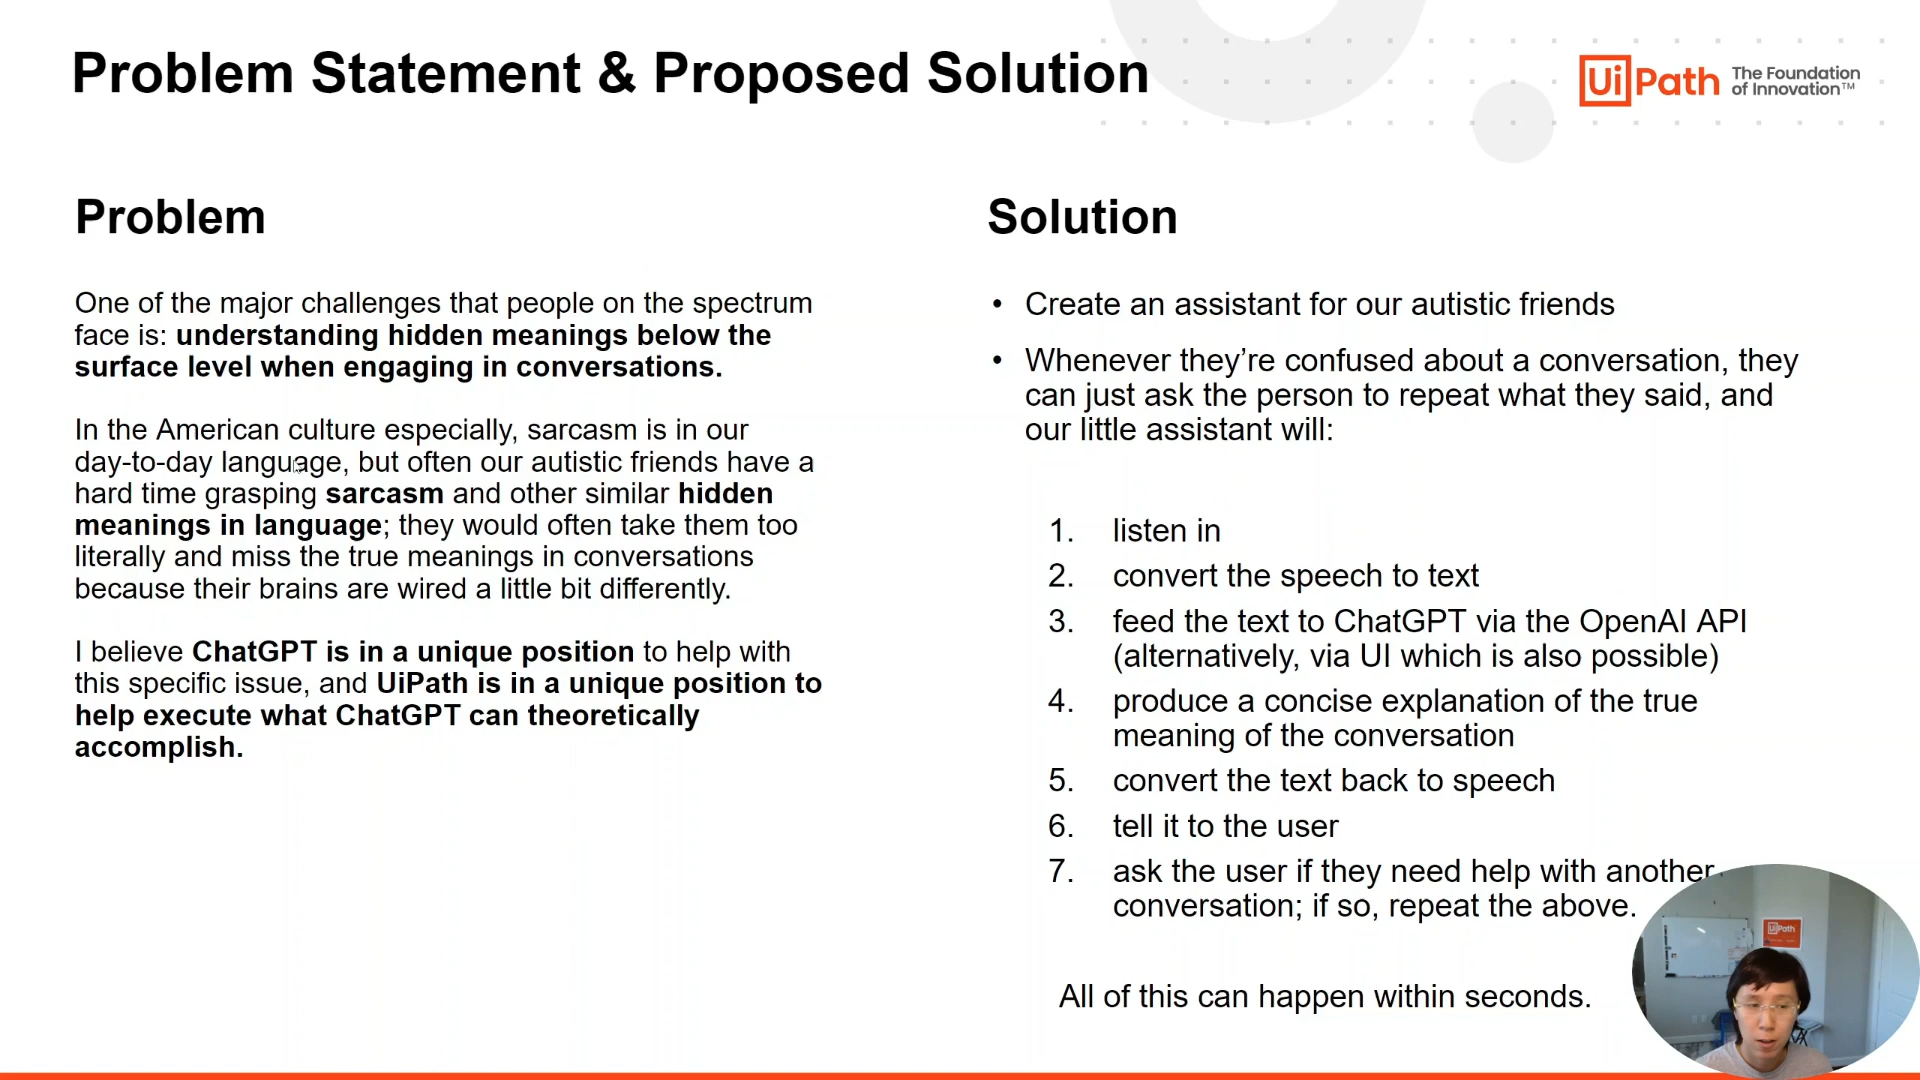 Problem Statement & Proposed Solution
UiPath The Foundation
of Innovation™
Problem
One of the major challenges that people on the spectrum
face is: understanding hidden meanings below the
surface level when engaging in conversations.
In the American culture especially, sarcasm is in our
day-to-day language, but often our autistic friends have a
hard time grasping sarcasm and other similar hidden
meanings in language; they would often take them too
literally and miss the true meanings in conversations
because their brains are wired a little bit differently.
I believe ChatGPT is in a unique position to help with
this specific issue, and UiPath is in a unique position to
help execute what ChatGPT can theoretically
accomplish.
Solution
• Create an assistant for our autistic friends
• Whenever they’re confused about a conversation, they
can just ask the person to repeat what they said, and
our little assistant will:
1. listen in
2. convert the speech to text
3. feed the text to ChatGPT via the OpenAI API
(alternatively, via UI which is also possible)
4. produce a concise explanation of the true
meaning of the conversation
5. convert the text back to speech
6. tell it to the user
7. ask the user if they need help with another
conversation; if so, repeat the above.
All of this can happen within seconds.
UiPath